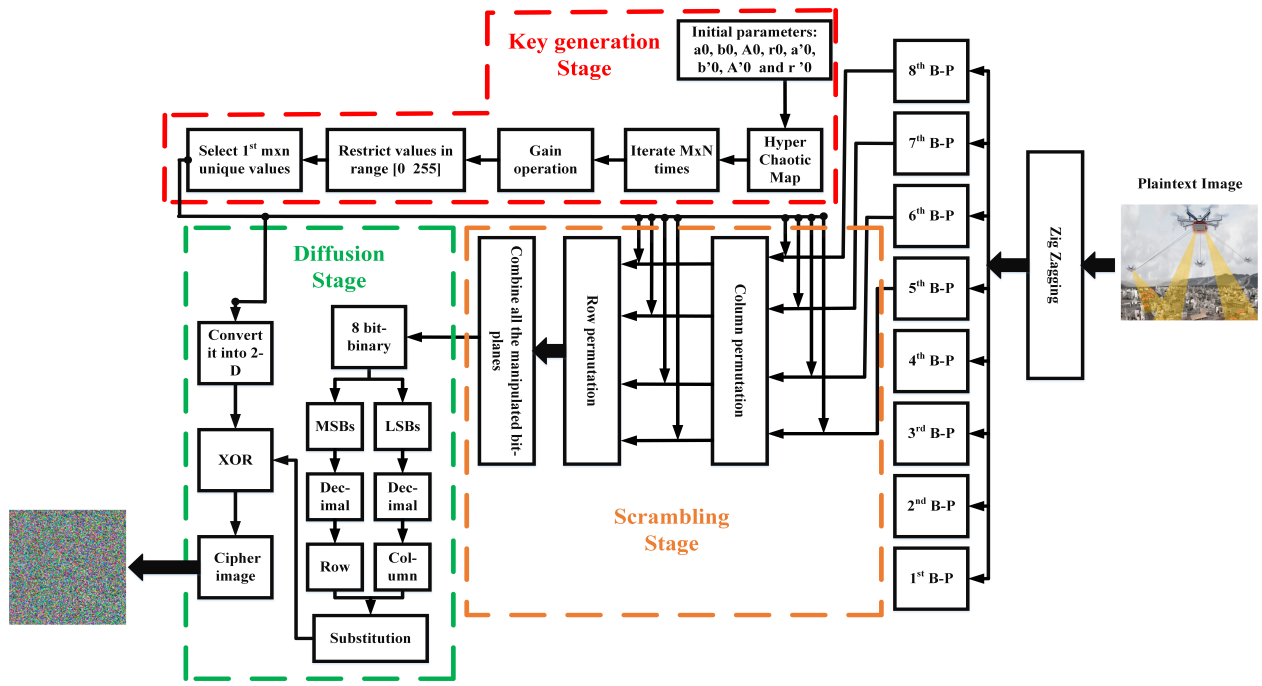 Key generation
Stage
Initial parameters:
a0, b0, A0, r0, a’0,
b’0, A’0 and r ’0
Select 1st mxn
unique values
Restrict values in
range [0 255]
Gain
operation
Iterate MxN
times
Hyper
Chaotic
Map
8th B-P
7th B-P
6th B-P
5th B-P
4th B-P
3rd B-P
2nd B-P
1st B-P
Zig Zagging
Plaintext Image
Scrambling
Stage
Column permutation
Row permutation
Combine all the manipulated bit-
planes
Diffusion
Stage
Convert
it into 2-
D
XOR
Cipher
image
8 bit-
binary
MSBs
LSBs
Dec-
imal
Dec-
imal
Row
Col-
umn
Substitution